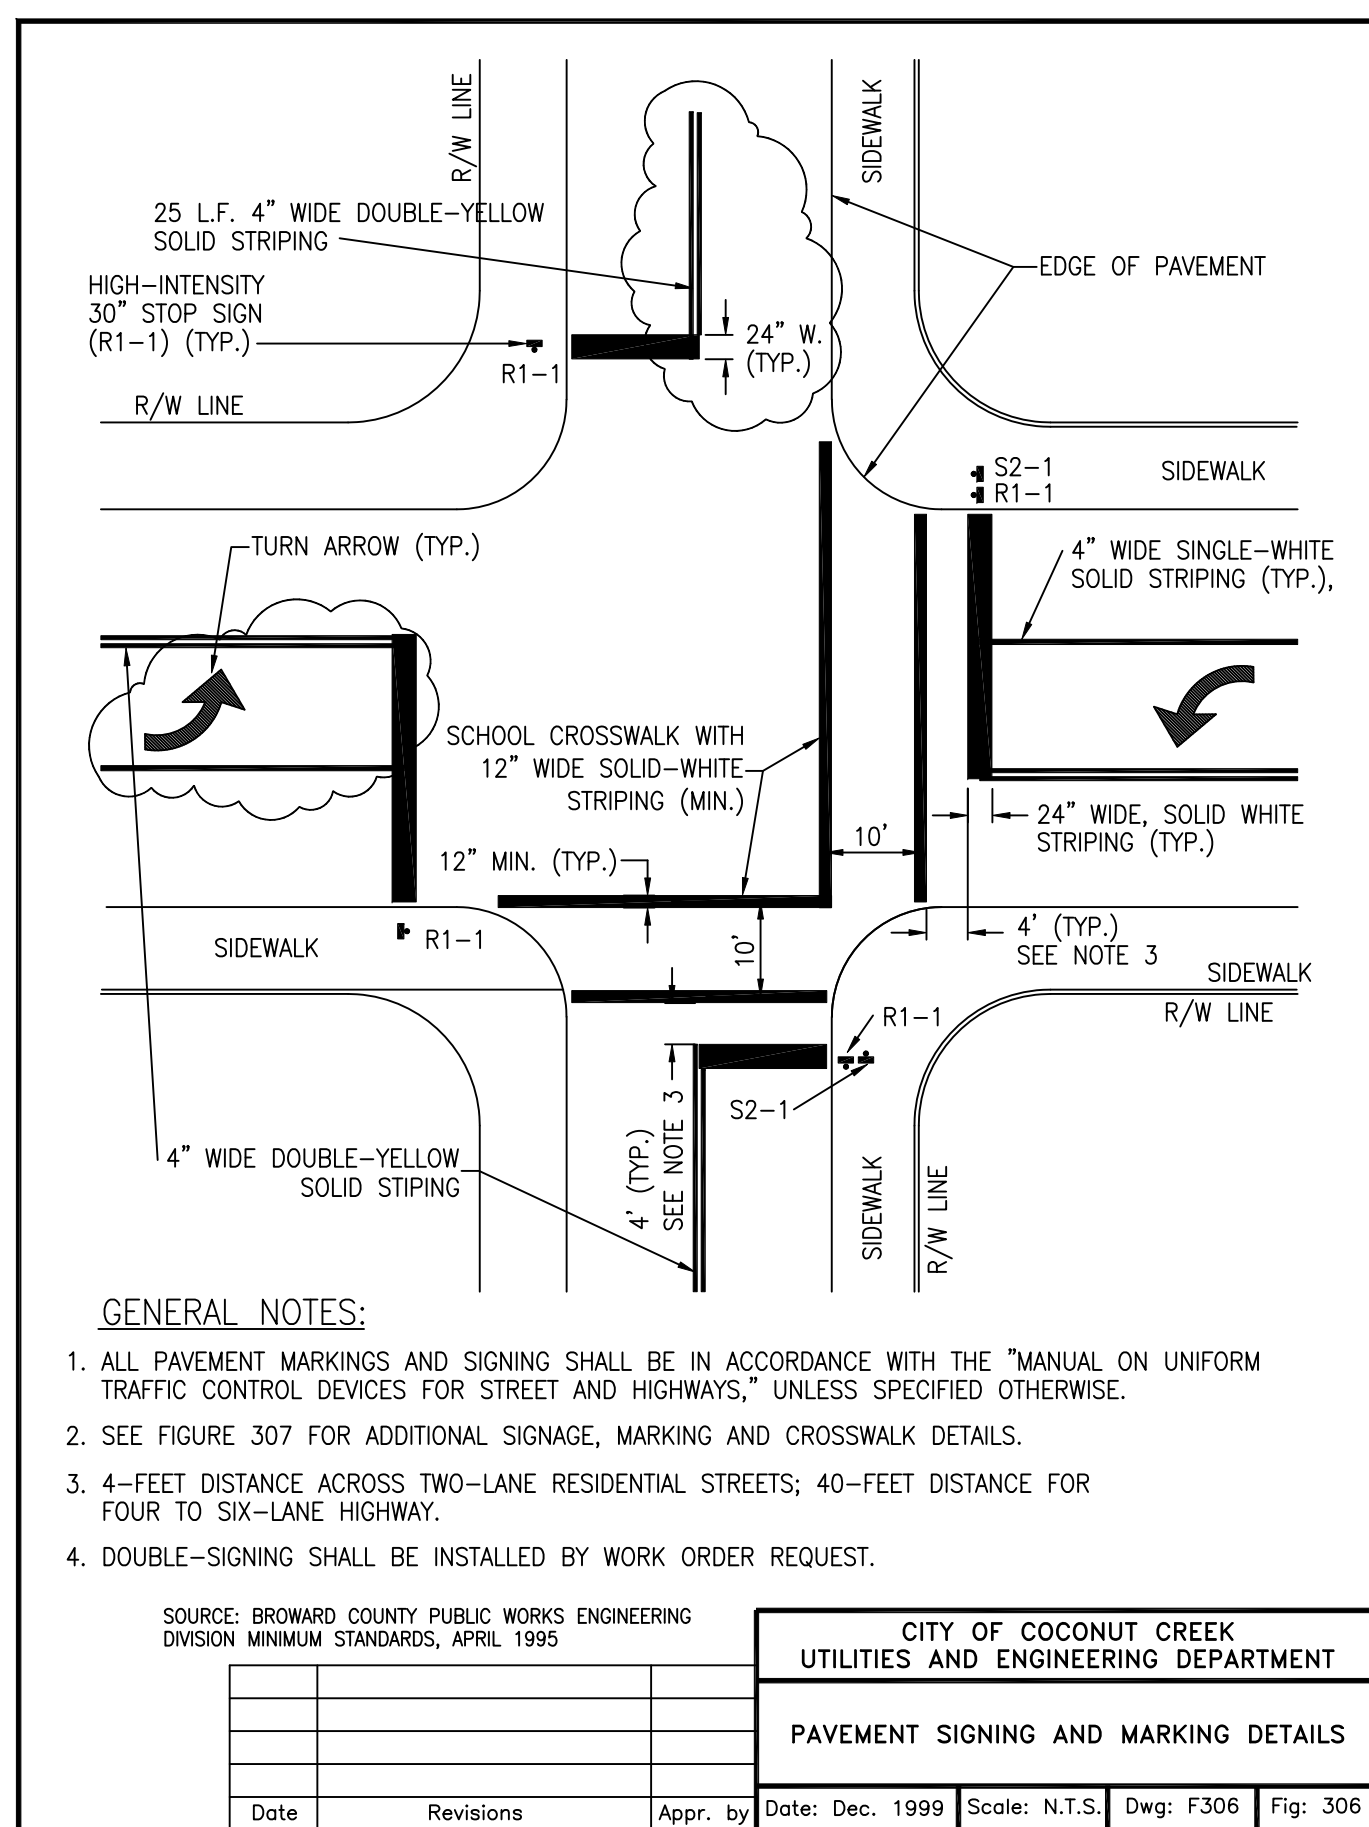 R/W LINE
SIDEWALK
25 L.F. 4” WIDE DOUBLE-YELLOW
SOLID STRIPING
EDGE OF PAVEMENT
HIGH-INTENSITY
30” STOP SIGN
(R1-1) (TYP.)
24” W.
(TYP.)
R1-1
R/W LINE
S2-1
R1-1
SIDEWALK
TURN ARROW (TYP.)
4” WIDE SINGLE-WHITE
SOLID STRIPING (TYP.),
SCHOOL CROSSWALK WITH
12” WIDE SOLID-WHITE
STRIPING (MIN.)
24” WIDE, SOLID WHITE
STRIPING (TYP.)
10’
12” MIN. (TYP.)
SIDEWALK
R1-1
10’
4’ (TYP.)
SEE NOTE 3
SIDEWALK
R/W LINE
R1-1
S2-1
4’ (TYP.)
SEE NOTE 3
4” WIDE DOUBLE-YELLOW
SOLID STIPING
SIDEWALK
R/W LINE
GENERAL NOTES:
1. ALL PAVEMENT MARKINGS AND SIGNING SHALL BE IN ACCORDANCE WITH THE ”MANUAL ON UNIFORM
TRAFFIC CONTROL DEVICES FOR STREET AND HIGHWAYS,” UNLESS SPECIFIED OTHERWISE.
2. SEE FIGURE 307 FOR ADDITIONAL SIGNAGE, MARKING AND CROSSWALK DETAILS.
3. 4-FEET DISTANCE ACROSS TWO-LANE RESIDENTIAL STREETS; 40-FEET DISTANCE FOR
FOUR TO SIX-LANE HIGHWAY.
4. DOUBLE-SIGNING SHALL BE INSTALLED BY WORK ORDER REQUEST.
SOURCE: BROWARD COUNTY PUBLIC WORKS ENGINEERING
DIVISION MINIMUM STANDARDS, APRIL 1995
CITY OF COCONUT CREEK
UTILITIES AND ENGINEERING DEPARTMENT
PAVEMENT SIGNING AND MARKING DETAILS
Date Revisions Appr. by
Date: Dec. 1999 Scale: N.T.S. Dwg: F306 Fig: 306